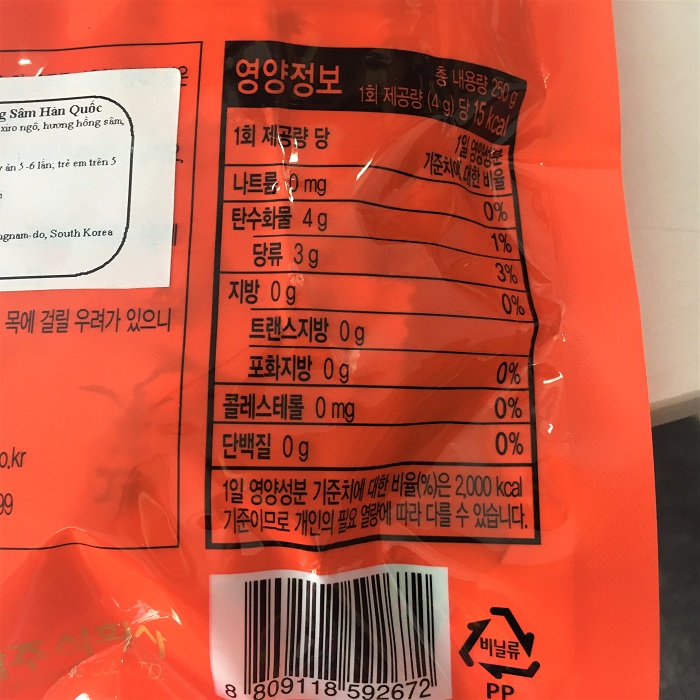 g Sâm Hàn Quốc
xiro ngô, hương hồng sâm,
ăn 5 -6 lần; trẻ em trên 5
ngnam-do, South Korea
목에 걸릴 우려가 있으니
o.kr
99
영양정보
총 내용량 250 g
1회 제공량 (4 g) 당 15 kcal
1회 제공량 당
1일 영양성분
기준치에 대한 비율
나트륨 0 mg 0%
탄수화물 4 g 1%
당류 3 g 3%
지방 0 g 0%
트랜스지방 0 g
포화지방 0 g 0%
콜레스테롤 0 mg 0%
단백질 0 g 0%
1일 영양성분 기준치에 대한 비율(%)은 2,000 kcal
기준이므로 개인의 필요 열량에 따라 다를 수 있습니다.
8 809118 592672
비닐류
PP